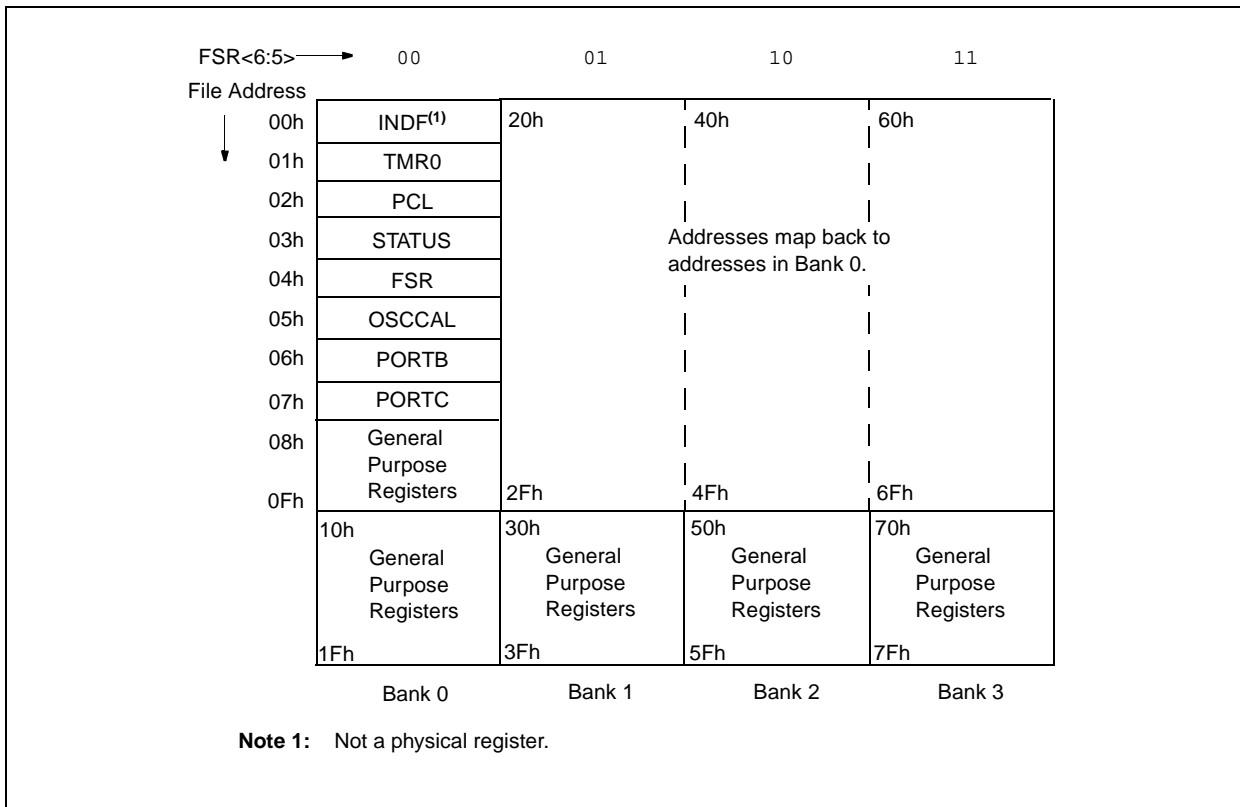 FSR<6:5> 00 01 10 11
File Address
00h INDF(1) 20h 40h 60h
01h TMR0
02h PCL
03h STATUS
Addresses map back to
addresses in Bank 0.
04h FSR
05h OSCCAL
06h PORTB
07h PORTC
08h General
Purpose
Registers
0Fh 2Fh 4Fh 6Fh
10h 30h 50h 70h
General General General General
Purpose Purpose Purpose Purpose
Registers Registers Registers Registers
1Fh 3Fh 5Fh 7Fh
Bank 0 Bank 1 Bank 2 Bank 3
Note 1: Not a physical register.